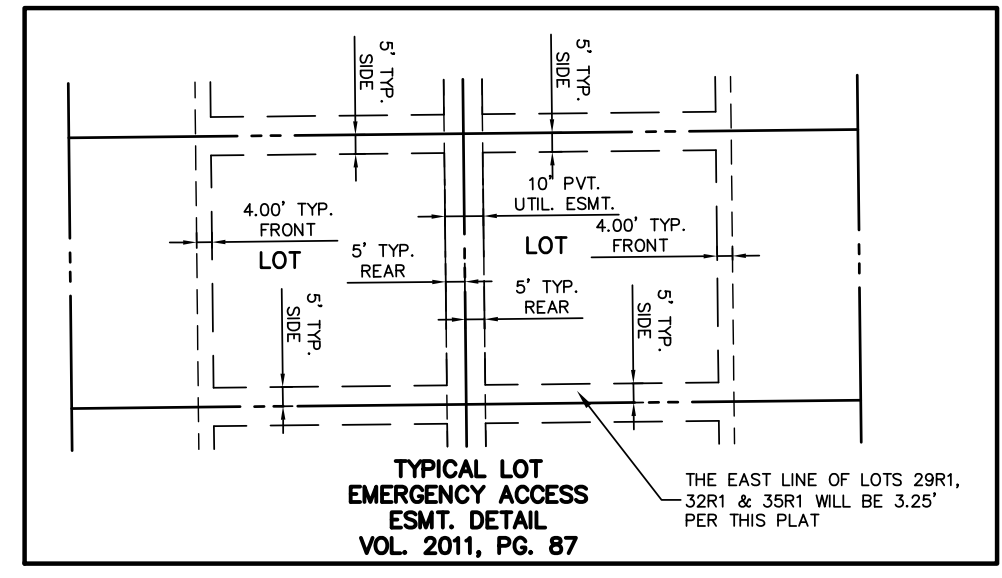 5' TYP.
SIDE
5' TYP.
SIDE
10' PVT.
UTIL. ESMT.
4.00' TYP.
FRONT
LOT
5' TYP.
REAR
LOT
4.00' TYP.
FRONT
5' TYP.
REAR
5' TYP.
SIDE
5' TYP.
SIDE
TYPICAL LOT
EMERGENCY ACCESS
ESMT. DETAIL
VOL. 2011, PG. 87
THE EAST LINE OF LOTS 29R1,
32R1 & 35R1 WILL BE 3.25'
PER THIS PLAT